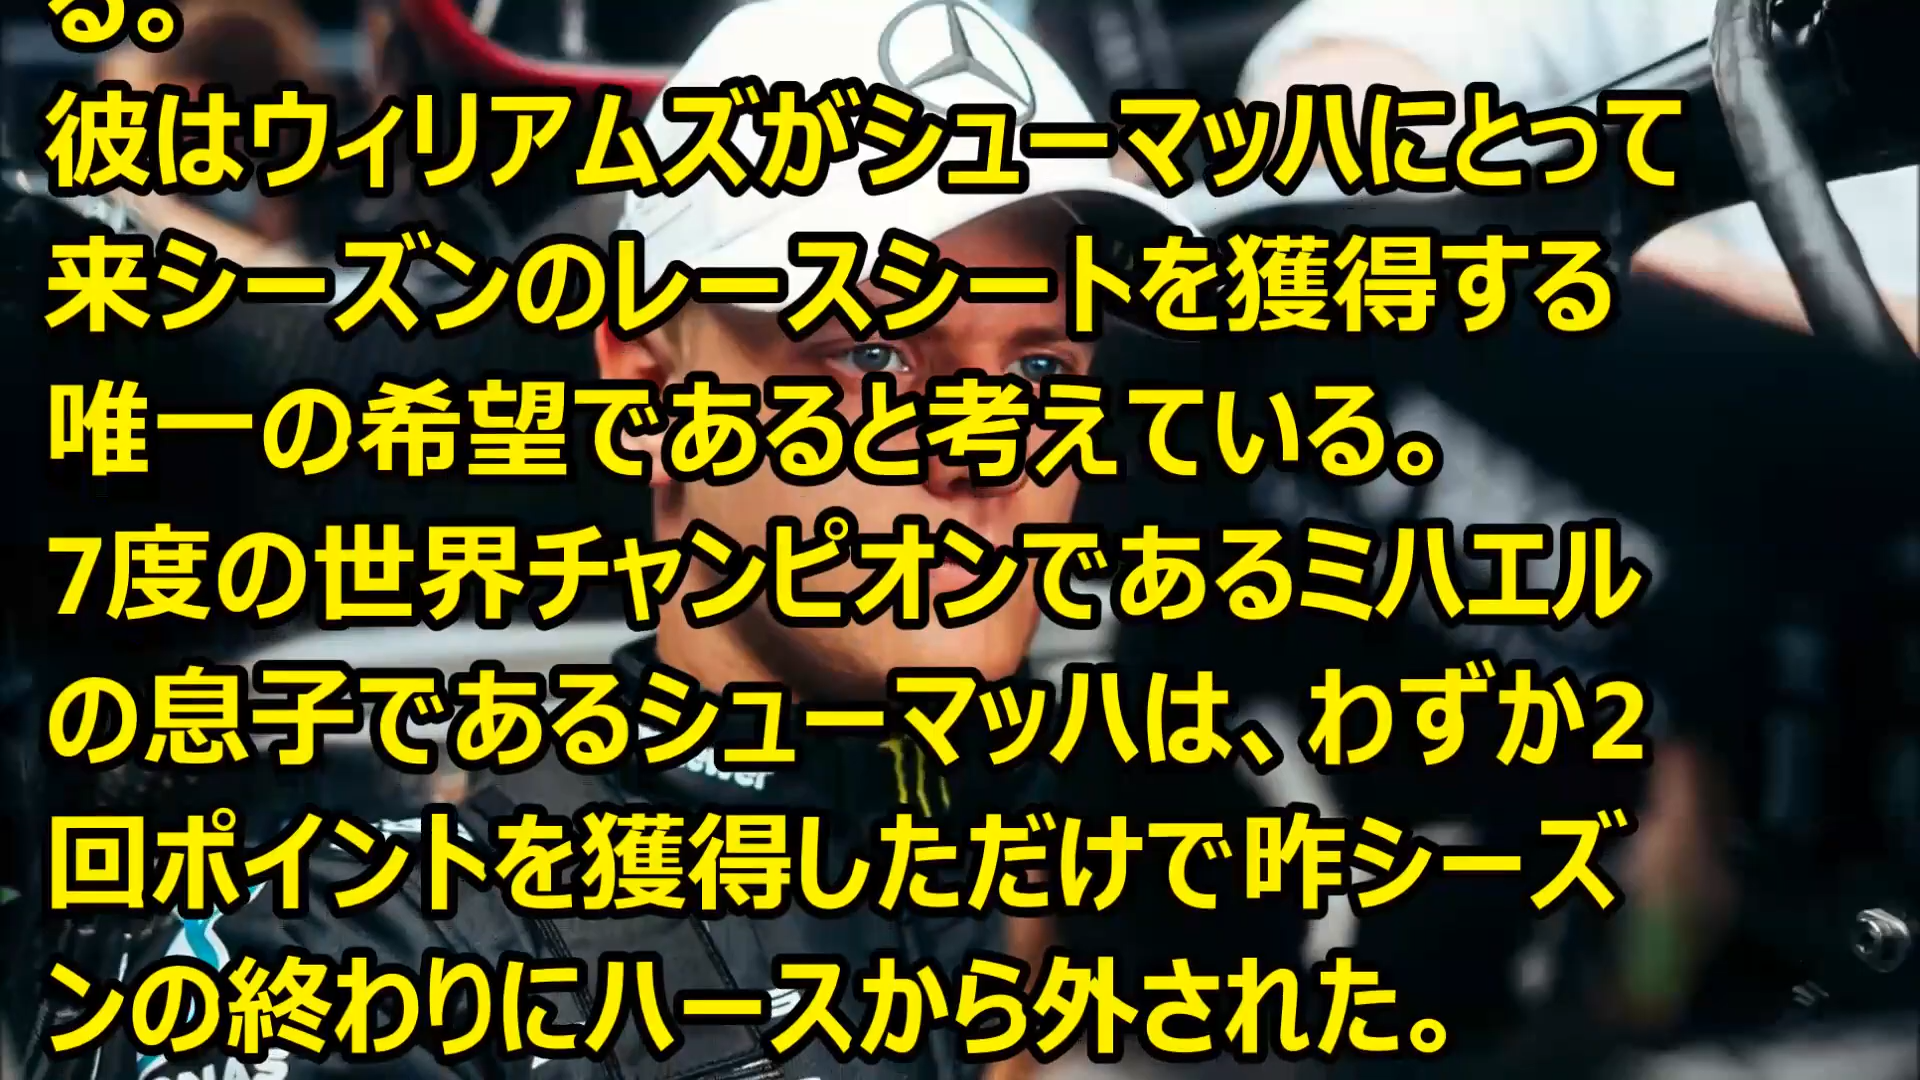 る。
彼はウィリアムズがシューマッハにとって
来シーズンのレースシートを獲得する
唯一の希望であると考えている。
7度の世界チャンピオンであるミハエル
の息子であるシューマッハは、わずか2
回ポイントを獲得しただけで昨シーズ
ンの終わりにハースから外された。